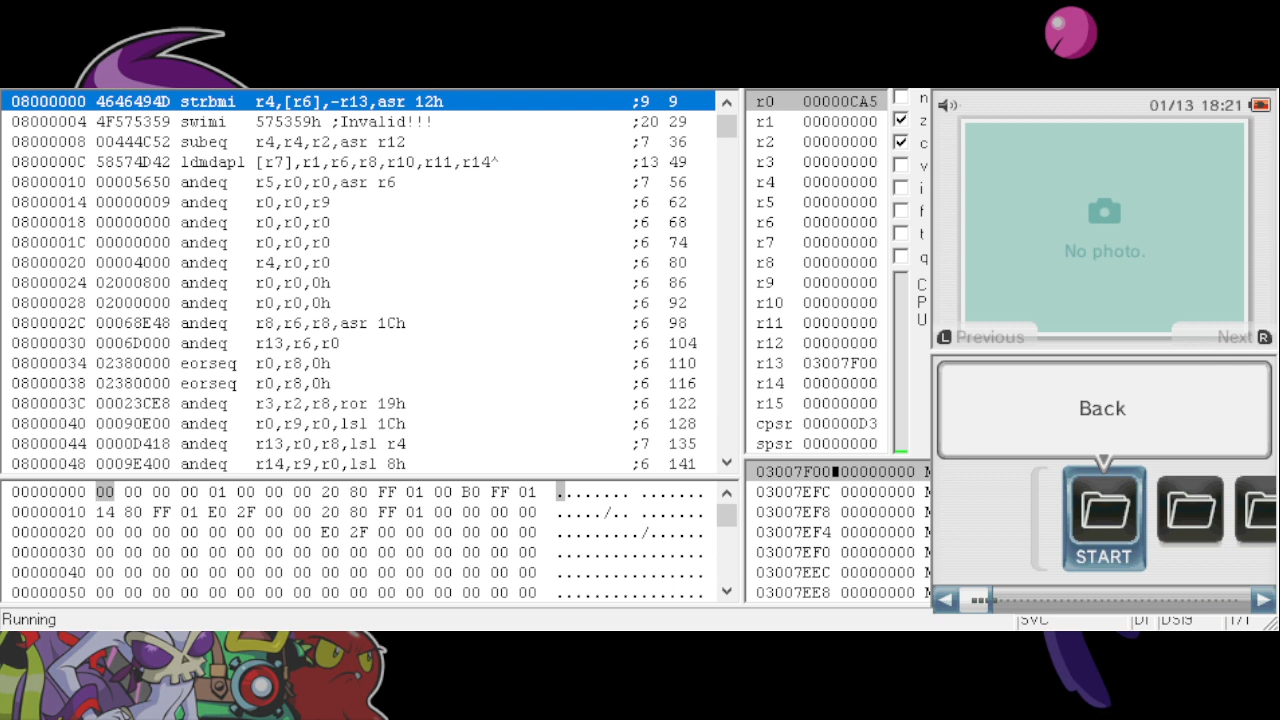 08000000 4646494D strbmi r4,[r6],-r13,asr 12h ;9 9
08000004 4F575359 swimi 575359h ;Invalid!!! ;20 29
08000008 00444C52 subeq r4,r4,r2,asr r12 ;7 36
0800000C 58574D42 ldmdapl [r7],r1,r6,r8,r10,r11,r14^ ;13 49
08000010 00005650 andeq r5,r0,r0,asr r6 ;7 56
08000014 00000009 andeq r0,r0,r9 ;6 62
08000018 00000000 andeq r0,r0,r0 ;6 68
0800001C 00000000 andeq r0,r0,r0 ;6 74
08000020 00004000 andeq r4,r0,r0 ;6 80
08000024 02000800 andeq r0,r0,0h ;6 86
08000028 02000000 andeq r0,r0,0h ;6 92
0800002C 00068E48 andeq r8,r6,r8,asr 1Ch ;6 98
08000030 0006D000 andeq r13,r6,r0 ;6 104
08000034 02380000 eorseq r0,r8,0h ;6 110
08000038 02380000 eorseq r0,r8,0h ;6 116
0800003C 00023CE8 andeq r3,r2,r8,ror 19h ;6 122
08000040 00090E00 andeq r0,r9,r0,lsl 1Ch ;6 128
08000044 0000D418 andeq r13,r0,r8,lsl r4 ;7 135
08000048 0009E400 andeq r14,r9,r0,lsl 8h ;6 141
r0 00000CA5
r1 00000000
r2 00000000
r3 00000000
r4 00000000
r5 00000000
r6 00000000
r7 00000000
r8 00000000
r9 00000000
r10 00000000
r11 00000000
r12 00000000
r13 03007F00
r14 00000000
r15 00000000
cpsr 000000D3
spsr 00000000
n
z
c
v
i
f
t
q
C
P
U
01/13 18:21
No photo.
L Previous Next R
Back
START
00000000 00 00 00 00 01 00 00 00 20 80 FF 01 00 B0 FF 01 ........ .......
00000010 14 80 FF 01 E0 2F 00 00 20 80 FF 01 00 00 00 00 ...../.. .......
00000020 00 00 00 00 00 00 00 00 E0 2F 00 00 00 00 00 00 ........./......
00000030 00 00 00 00 00 00 00 00 00 00 00 00 00 00 00 00 ................
00000040 00 00 00 00 00 00 00 00 00 00 00 00 00 00 00 00 ................
00000050 00 00 00 00 00 00 00 00 00 00 00 00 00 00 00 00 ................
03007F00 00000000
03007EFC 00000000
03007EF8 00000000
03007EF4 00000000
03007EF0 00000000
03007EEC 00000000
03007EE8 00000000
Running
SVC DT DSi9 1/1